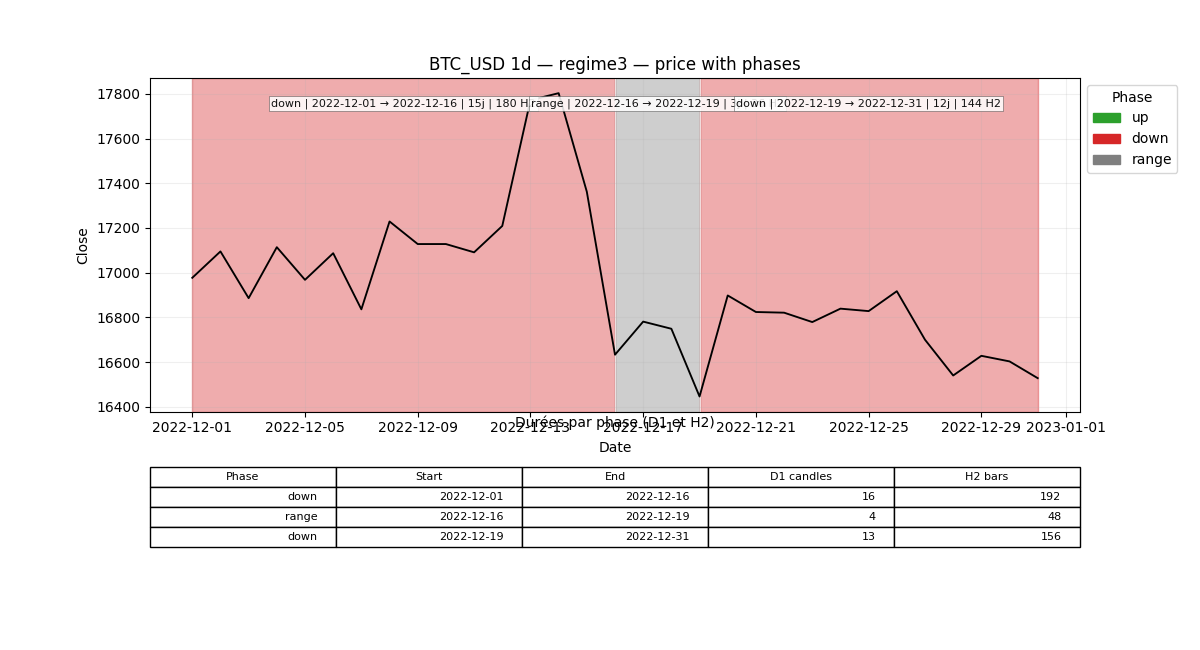 BTC_USD 1d — regime3 — price with phases
down | 2022-12-01 → 2022-12-16 | 15j | 180 H
range | 2022-12-16 → 2022-12-19 | 3
down | 2022-12-19 → 2022-12-31 | 12j | 144 H2
Phase
up
down
range
Close
17800
17600
17400
17200
17000
16800
16600
16400
Durées par phase (D1 et H2)
2022-12-01 2022-12-05 2022-12-09 2022-12-13 2022-12-17 2022-12-21 2022-12-25 2022-12-29 2023-01-01
Date
Phase Start End D1 candles H2 bars
down 2022-12-01 2022-12-16 16 192
range 2022-12-16 2022-12-19 4 48
down 2022-12-19 2022-12-31 13 156